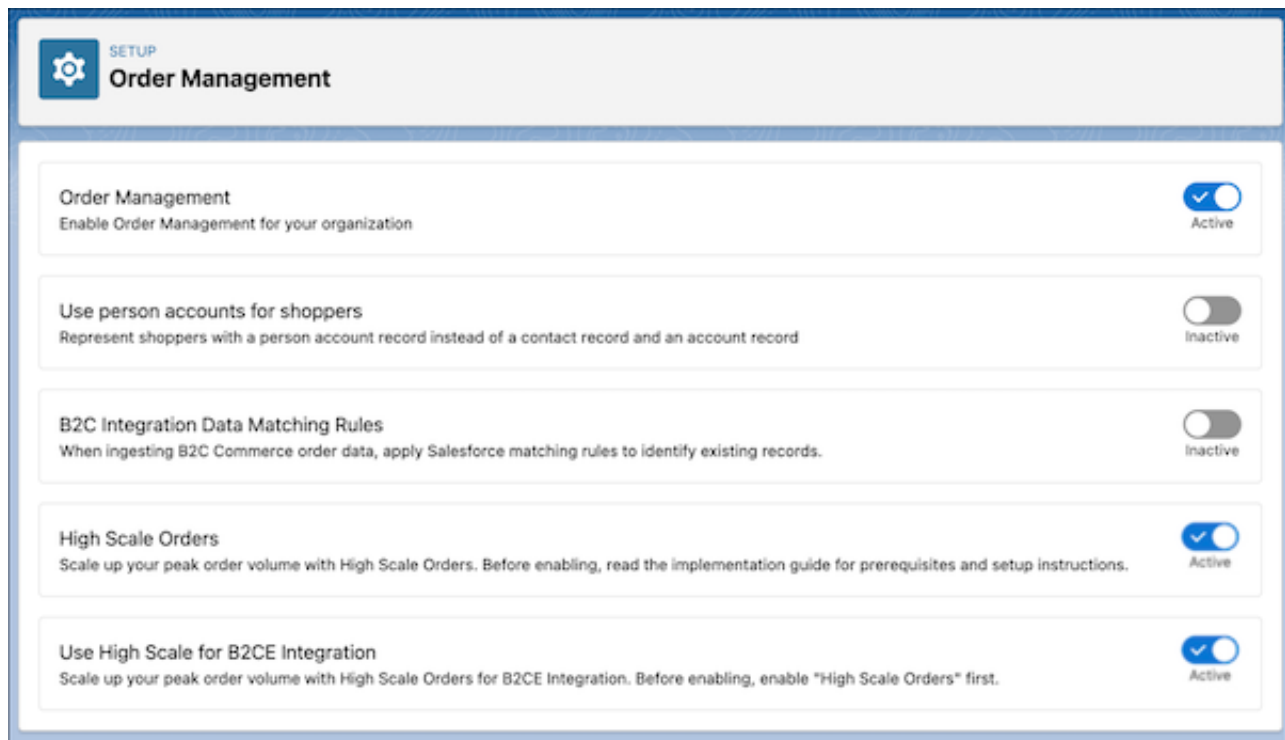 SETUP
Order Management
Order Management
Enable Order Management for your organization
Active
Use person accounts for shoppers
Represent shoppers with a person account record instead of a contact record and an account record
Inactive
B2C Integration Data Matching Rules
When ingesting B2C Commerce order data, apply Salesforce matching rules to identify existing records.
Inactive
High Scale Orders
Scale up your peak order volume with High Scale Orders. Before enabling, read the implementation guide for prerequisites and setup instructions.
Active
Use High Scale for B2CE Integration
Scale up your peak order volume with High Scale Orders for B2CE Integration. Before enabling, enable "High Scale Orders" first.
Active